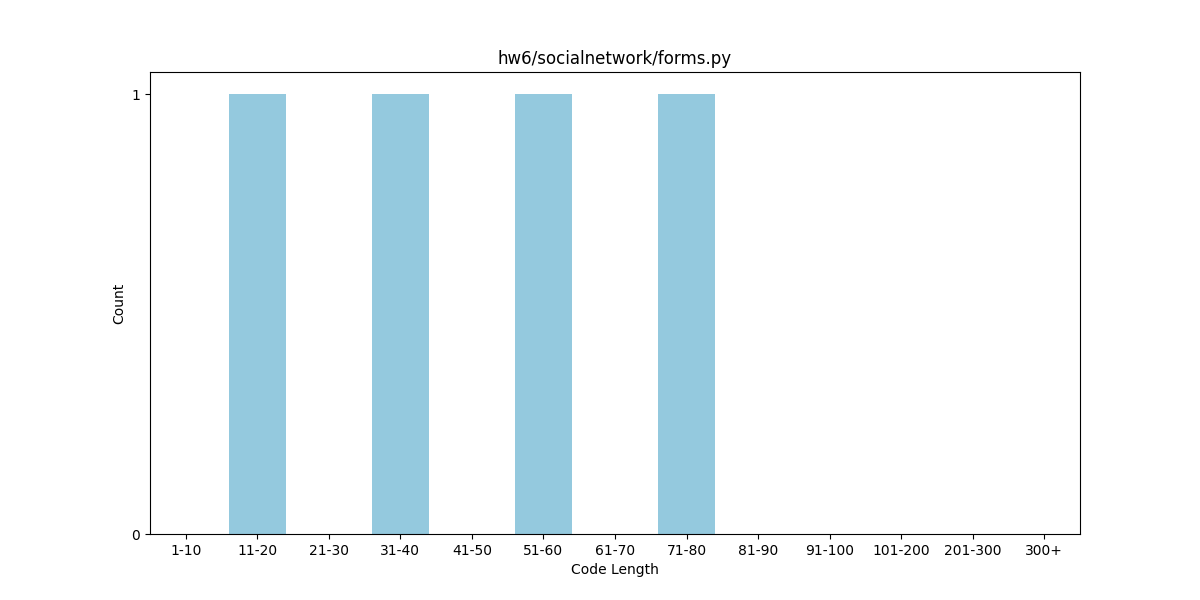 hw6/socialnetwork/forms.py
1
Count
0
1-10 11-20 21-30 31-40 41-50 51-60 61-70 71-80 81-90 91-100 101-200 201-300 300+
Code Length